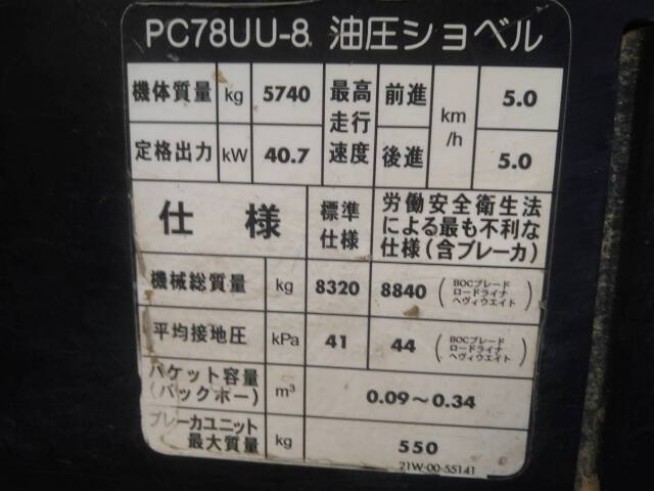 PC78UU-8 油圧ショベル
機体質量 kg 5740 最高走行速度 前進 km/h 5.0
定格出力 kW 40.7 後進 5.0
仕様 標準仕様 労働安全衛生法による最も不利な仕様(含ブレーカ)
機械総質量 kg 8320 8840 (BOCブレード ロードライナ ヘヴィウエイト)
平均接地圧 kPa 41 44 (BOCブレード ロードライナ ヘヴィウエイト)
バケット容量(バックホー) m³ 0.09〜0.34
ブレーカユニット最大質量 kg 550
21W-00-55141